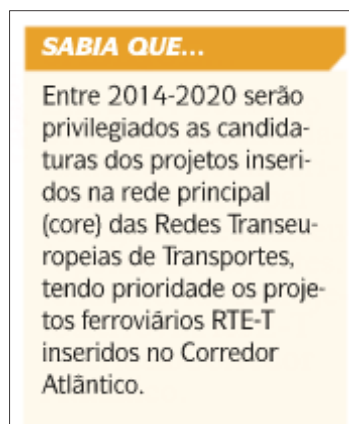 SABIA QUE...
Entre 2014-2020 serão
privilegiados as candida-
turas dos projetos inseri-
dos na rede principal
(core) das Redes Transeu-
ropeias de Transportes,
tendo prioridade os proje-
tos ferroviários RTE-T
inseridos no Corredor
Atlântico.